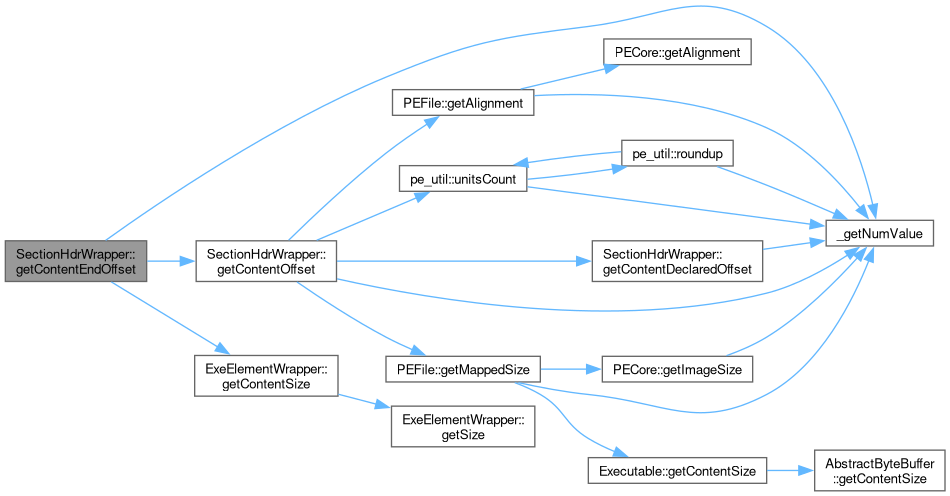 PECore::getAlignment
PEFile::getAlignment
pe_util::roundup
pe_util::unitsCount
_getNumValue
SectionHdrWrapper::
getContentEndOffset
SectionHdrWrapper::
getContentOffset
SectionHdrWrapper::
getContentDeclaredOffset
ExeElementWrapper::
getContentSize
PEFile::getMappedSize
PECore::getImageSize
ExeElementWrapper::
getSize
Executable::getContentSize
AbstractByteBuffer
::getContentSize